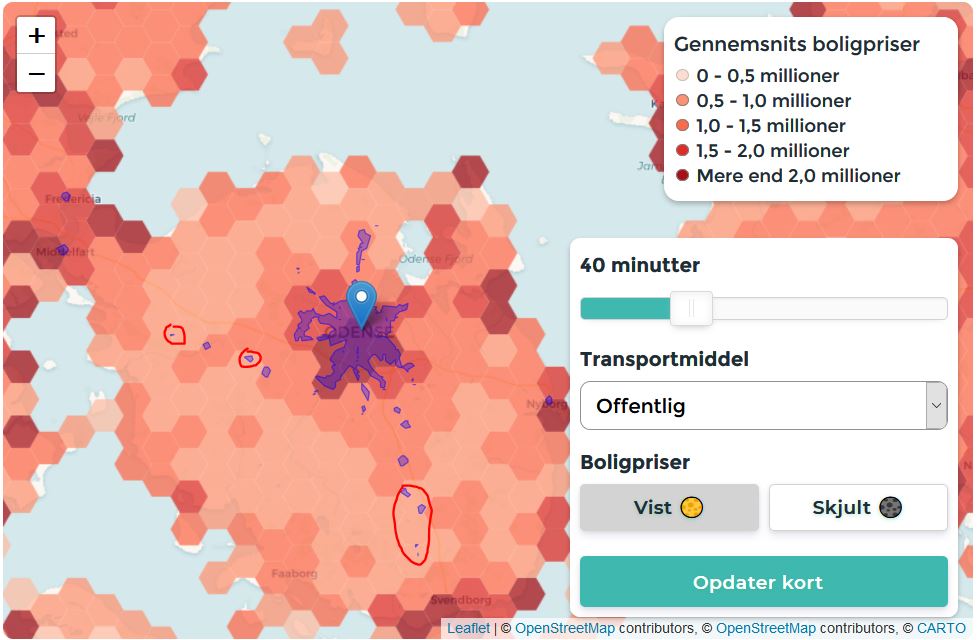 +
−
Vejle Fjord
Fredericia
Middelfart
Odense Fjord
ODENSE
Nyborg
Faaborg
Svendborg
Gennemsnits boligpriser
0 - 0,5 millioner
0,5 - 1,0 millioner
1,0 - 1,5 millioner
1,5 - 2,0 millioner
Mere end 2,0 millioner
40 minutter
Transportmiddel
Offentlig
Boligpriser
Vist
Skjult
Opdater kort
Leaflet | © OpenStreetMap contributors, © OpenStreetMap contributors, © CARTO